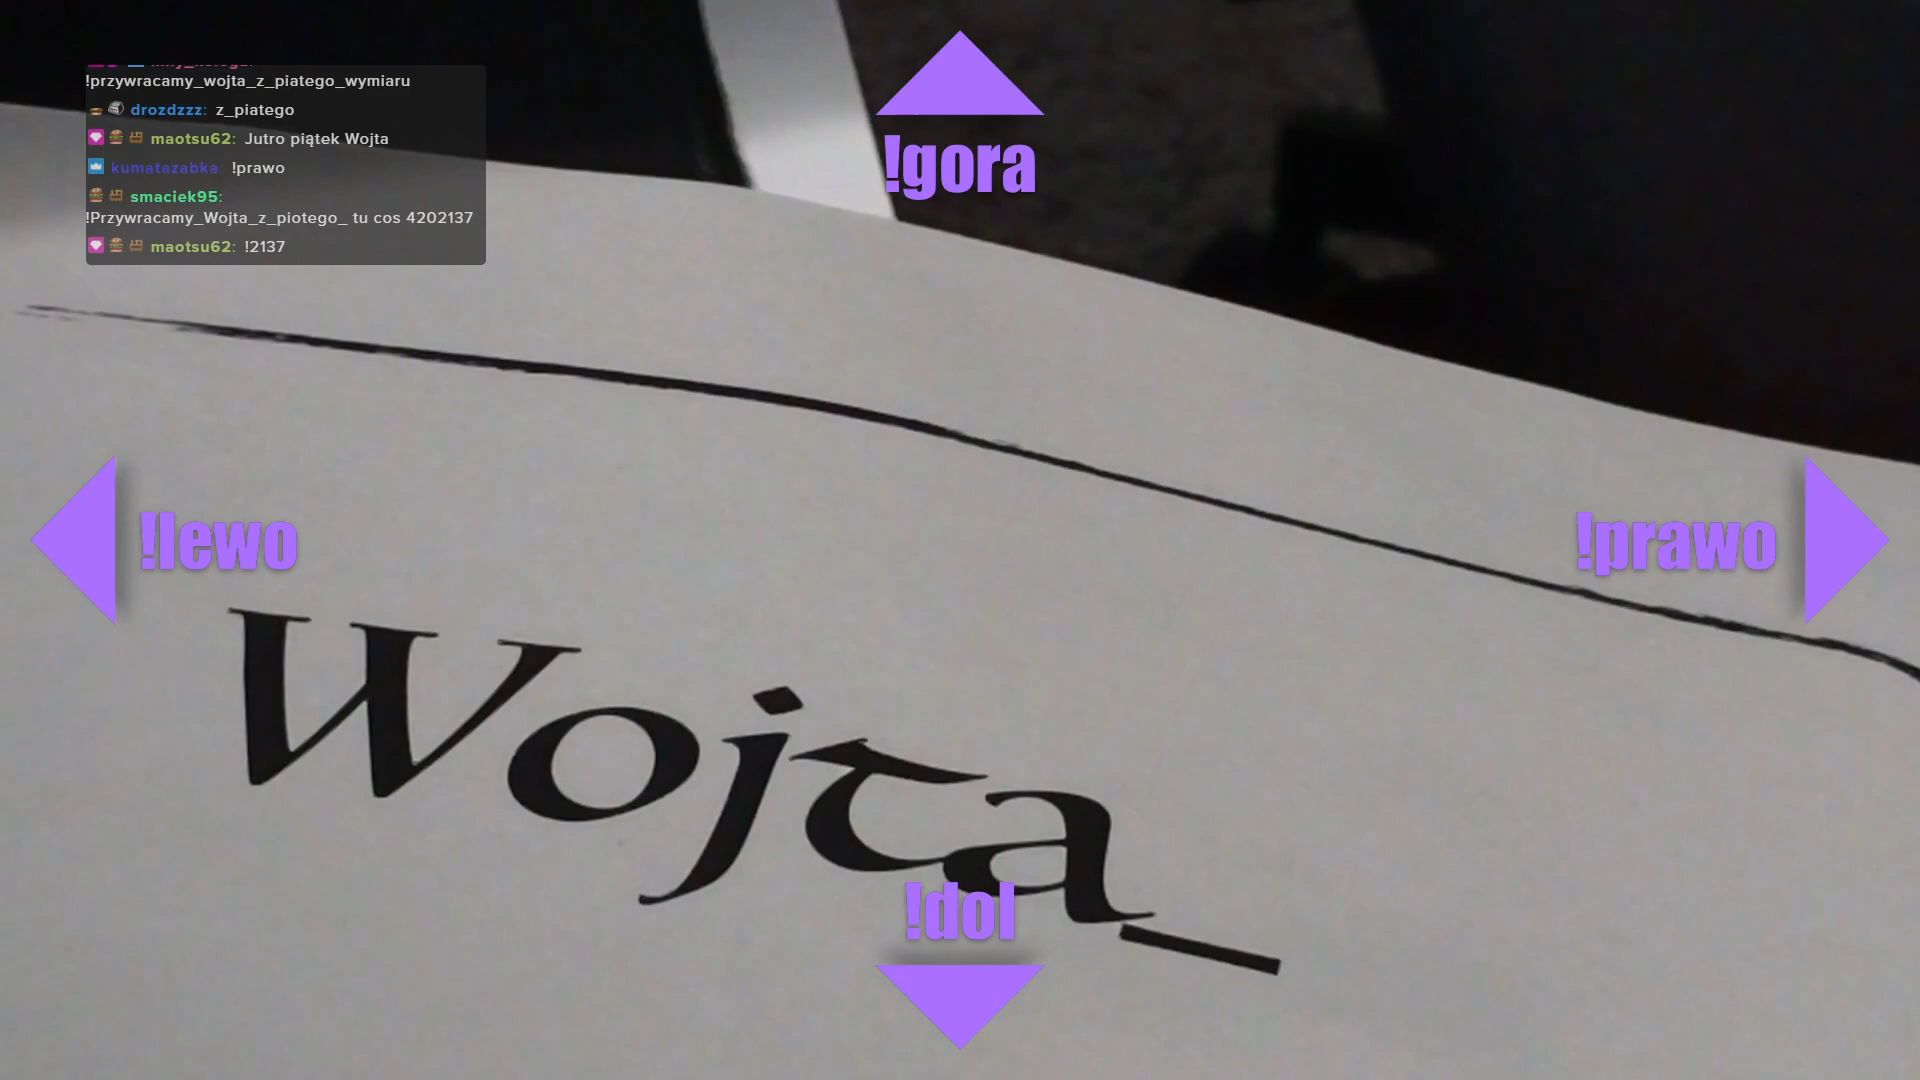 !przywracamy_wojta_z_piatego_wymiaru
drozdzzz: z_piatego
maotsu62: Jutro piątek Wojta
kumatazabka: !prawo
smaciek95:
!Przywracamy_Wojta_z_piotego_ tu cos 4202137
maotsu62: !2137
!gora
!lewo
!prawo
Wojta_
!dol